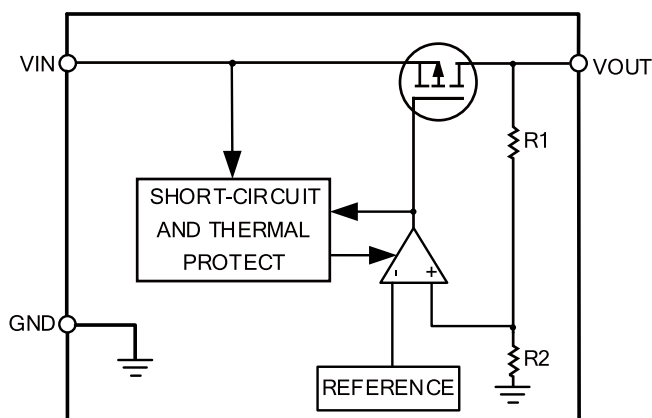 VIN
VOUT
R1
SHORT-CIRCUIT
AND THERMAL
PROTECT
- +
GND
R2
REFERENCE